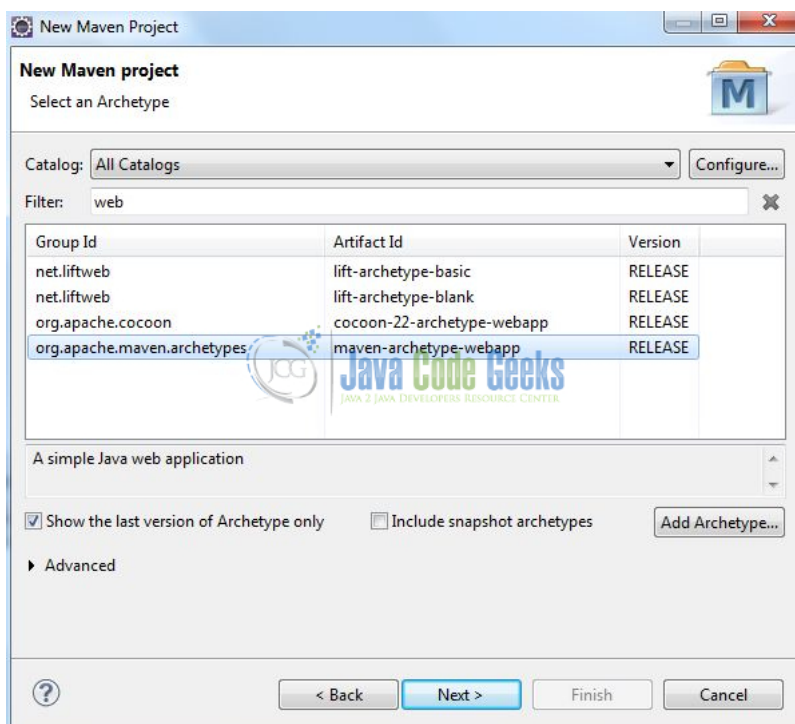 New Maven Project
New Maven project
Select an Archetype
M
Catalog: All Catalogs Configure...
Filter: web
Group Id Artifact Id Version
net.liftweb lift-archetype-basic RELEASE
net.liftweb lift-archetype-blank RELEASE
org.apache.cocoon cocoon-22-archetype-webapp RELEASE
org.apache.maven.archetypes maven-archetype-webapp RELEASE
JCG Java Code Geeks
JAVA 2 JAVA DEVELOPERS RESOURCE CENTER
A simple Java web application
Show the last version of Archetype only Include snapshot archetypes Add Archetype...
Advanced
? < Back Next > Finish Cancel